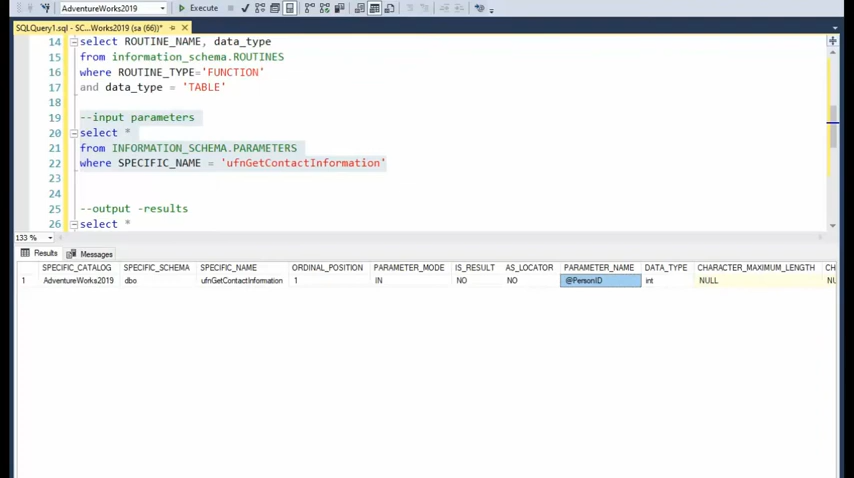 AdventureWorks2019 Execute
SQLQuery1.sql - SC...Works2019 (sa (66))*
14 select ROUTINE_NAME, data_type
15 from information_schema.ROUTINES
16 where ROUTINE_TYPE='FUNCTION'
17 and data_type = 'TABLE'
18
19 --input parameters
20 select *
21 from INFORMATION_SCHEMA.PARAMETERS
22 where SPECIFIC_NAME = 'ufnGetContactInformation'
23
24
25 --output -results
26 select *
133 %
Results Messages
SPECIFIC_CATALOG SPECIFIC_SCHEMA SPECIFIC_NAME ORDINAL_POSITION PARAMETER_MODE IS_RESULT AS_LOCATOR PARAMETER_NAME DATA_TYPE CHARACTER_MAXIMUM_LENGTH CH
1 AdventureWorks2019 dbo ufnGetContactInformation 1 IN NO NO @PersonID int NULL NU